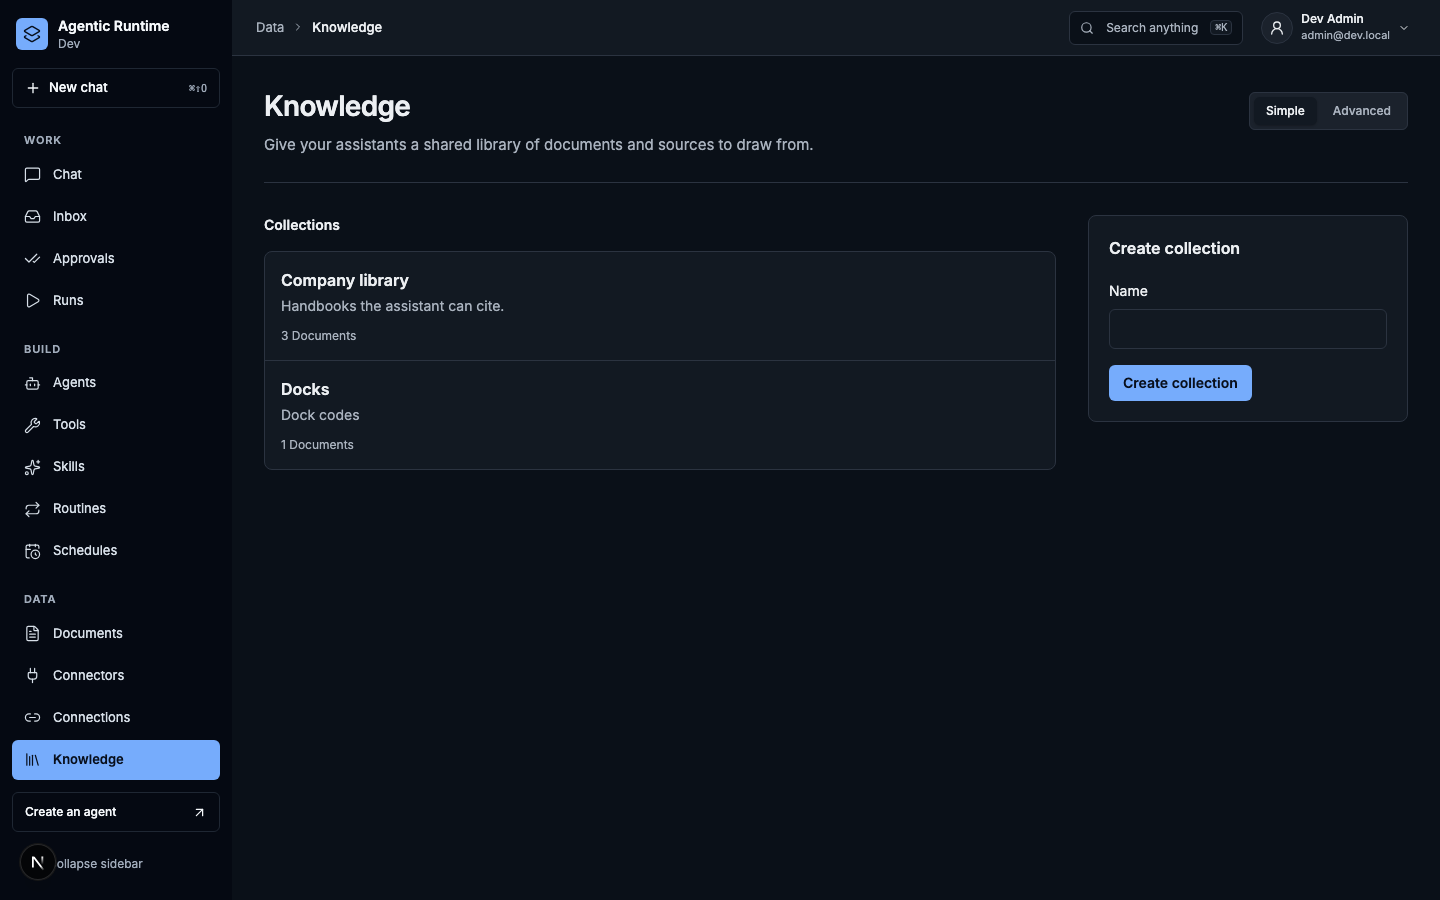 Agentic Runtime
Dev
New chat ⌘⇧O
WORK
Chat
Inbox
Approvals
Runs
BUILD
Agents
Tools
Skills
Routines
Schedules
DATA
Documents
Connectors
Connections
Knowledge
Create an agent
N ollapse sidebar
Data > Knowledge
Search anything ⌘K
Dev Admin
admin@dev.local
Knowledge
Give your assistants a shared library of documents and sources to draw from.
Simple Advanced
Collections
Company library
Handbooks the assistant can cite.
3 Documents
Docks
Dock codes
1 Documents
Create collection
Name
Create collection